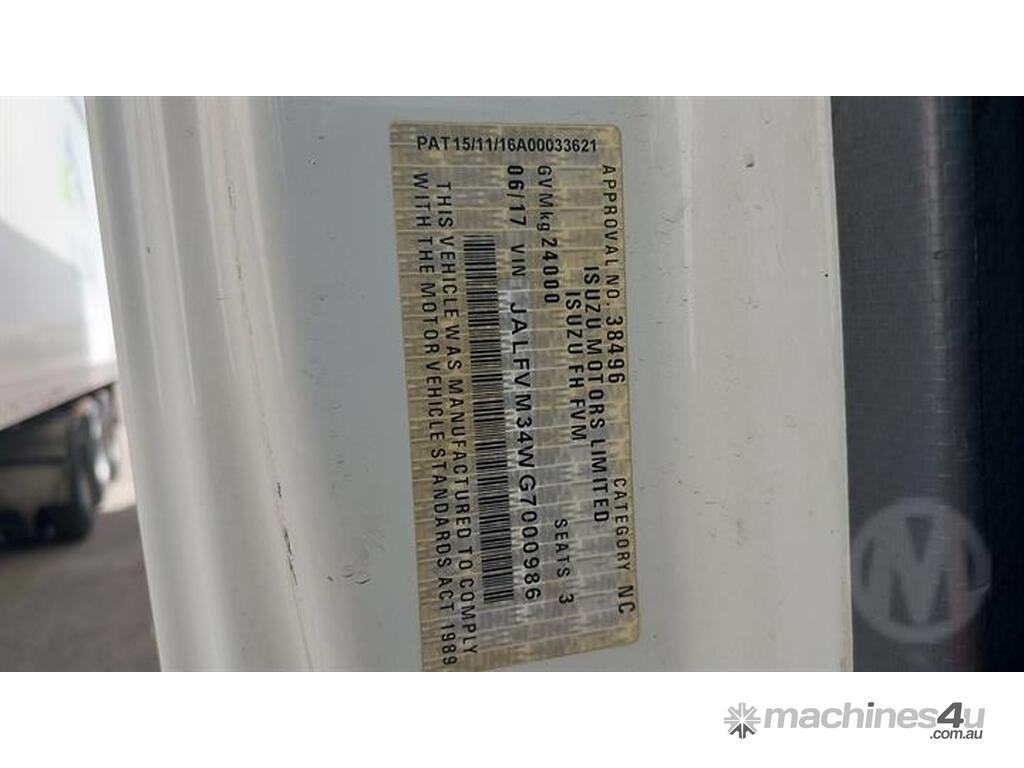 PAT15/11/16A00033621
APPROVAL NO. 38496 CATEGORY NC
ISUZU MOTORS LIMITED
ISUZU FH FVM
GVMkg 24000 SEATS 3
06/17 VIN JALFVM34WG7000986
THIS VEHICLE WAS MANUFACTURED TO COMPLY
WITH THE MOTOR VEHICLE STANDARDS ACT 1989
M
machines4u
.com.au